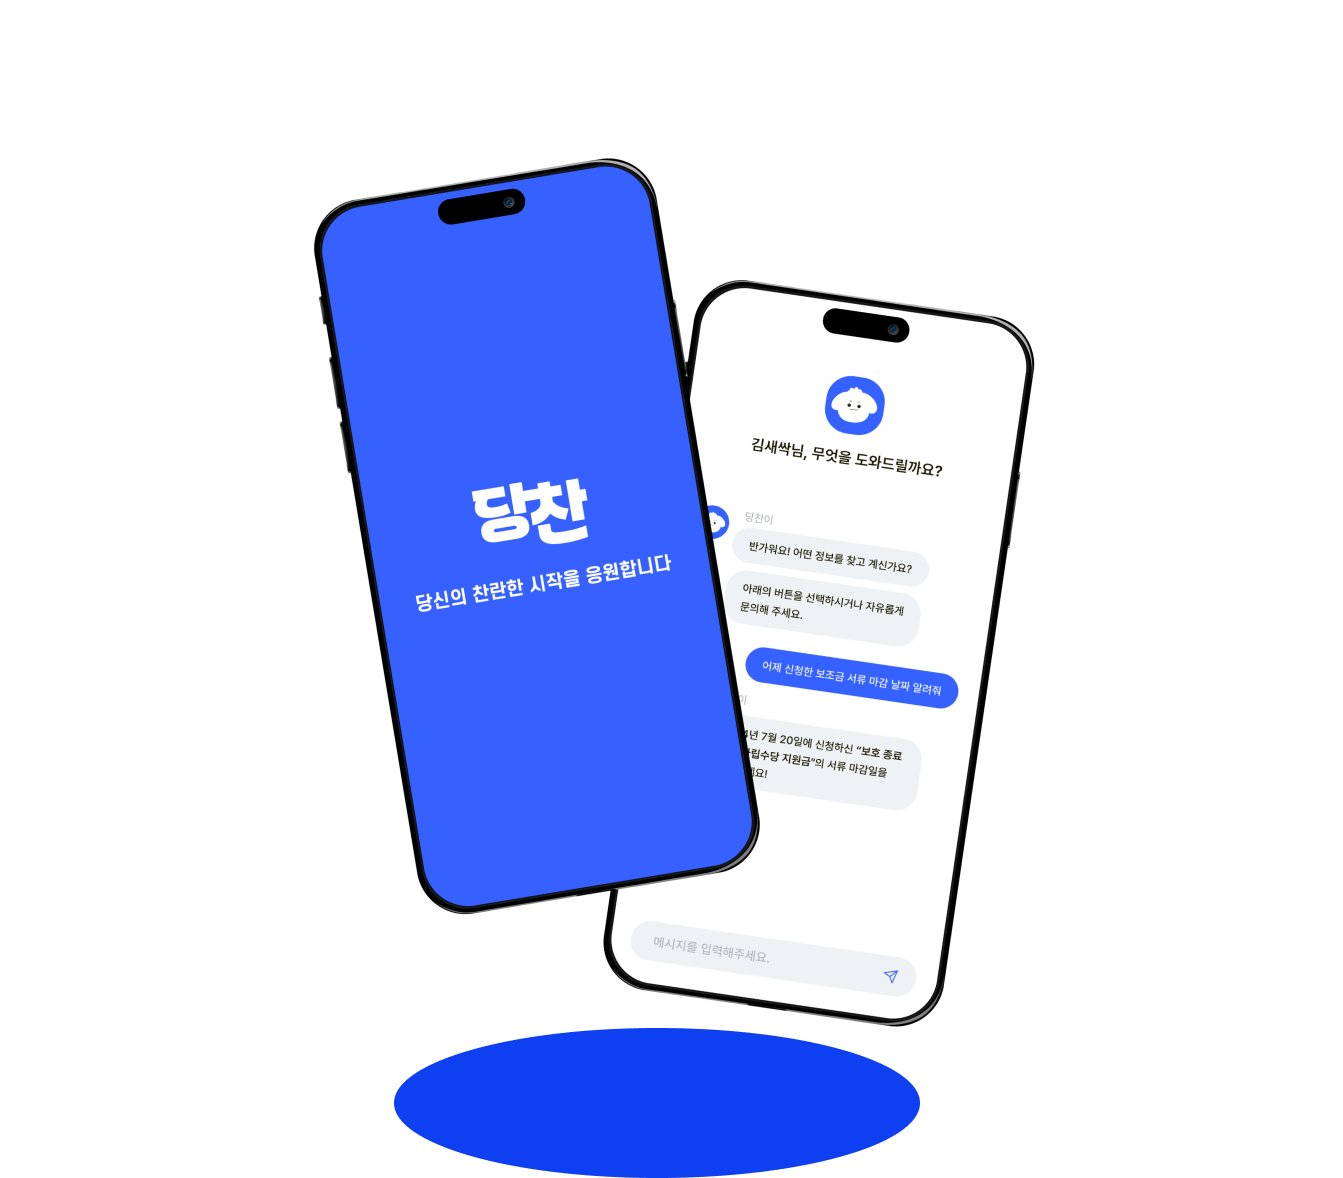 당찬
당신의 찬란한 시작을 응원합니다
김새싹님, 무엇을 도와드릴까요?
당찬이
반가워요! 어떤 정보를 찾고 계신가요?
아래의 버튼을 선택하시거나 자유롭게
문의해 주세요.
어제 신청한 보조금 서류 마감 날짜 알려줘
이
4년 7월 20일에 신청하신 “보호 종료
자립수당 지원금"의 서류 마감일을
메시지를 입력해주세요.